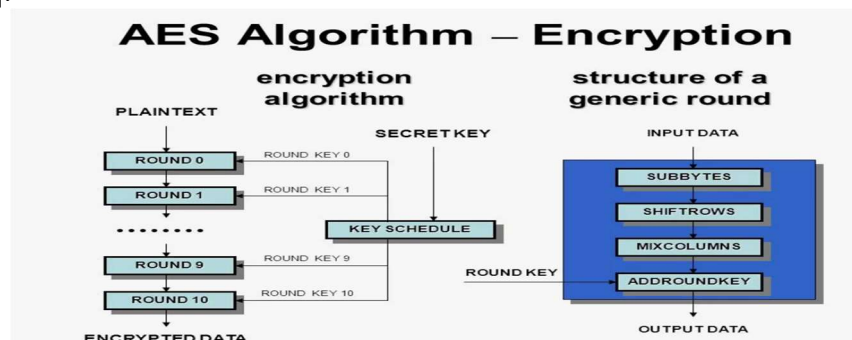 AES Algorithm – Encryption
encryption
algorithm
structure of a
generic round
PLAINTEXT
SECRET KEY
INPUT DATA
ROUND 0
ROUND KEY 0
ROUND 1
ROUND KEY 1
........
KEY SCHEDULE
ROUND 9
ROUND KEY 9
ROUND 10
ROUND KEY 10
ENCRYPTED DATA
SUBBYTES
SHIFTROWS
MIXCOLUMNS
ROUND KEY
ADDROUNDKEY
OUTPUT DATA